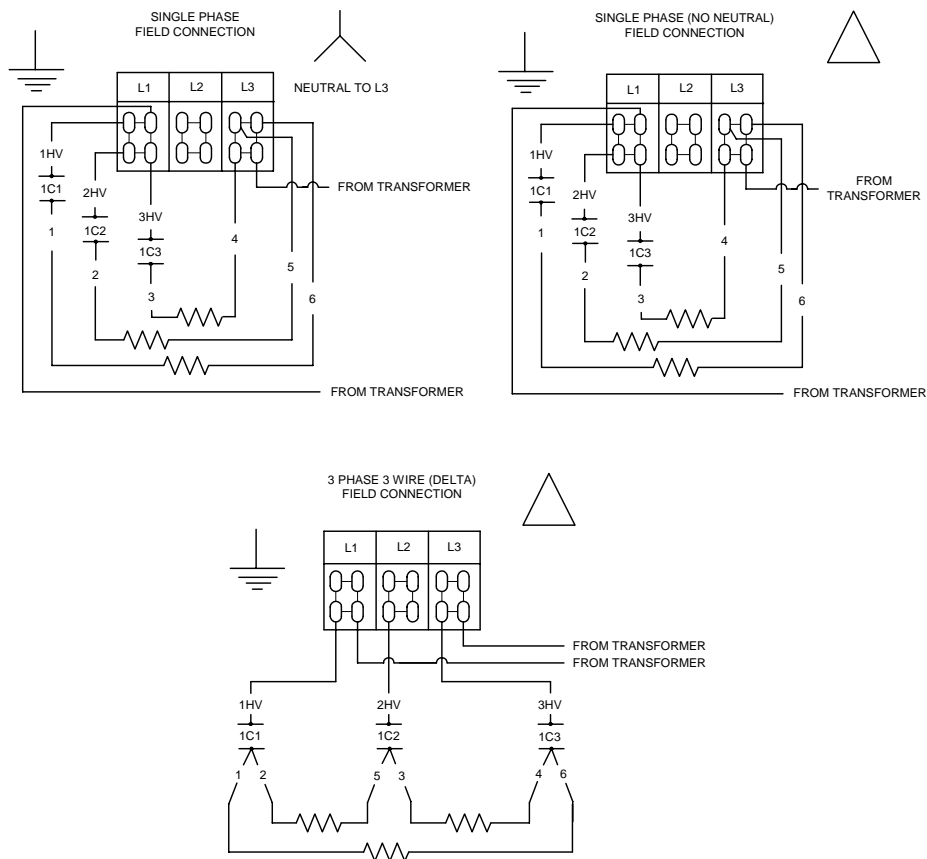 SINGLE PHASE
FIELD CONNECTION
NEUTRAL TO L3
L1 L2 L3
1HV
1C1
2HV
1C2
3HV
1C3
1
2
3
4
5
6
FROM TRANSFORMER
FROM TRANSFORMER
SINGLE PHASE (NO NEUTRAL)
FIELD CONNECTION
L1 L2 L3
1HV
1C1
2HV
1C2
3HV
1C3
1
2
3
4
5
6
FROM
TRANSFORMER
FROM TRANSFORMER
3 PHASE 3 WIRE (DELTA)
FIELD CONNECTION
L1 L2 L3
FROM TRANSFORMER
FROM TRANSFORMER
1HV 2HV 3HV
1C1 1C2 1C3
1 2 5 3 4 6